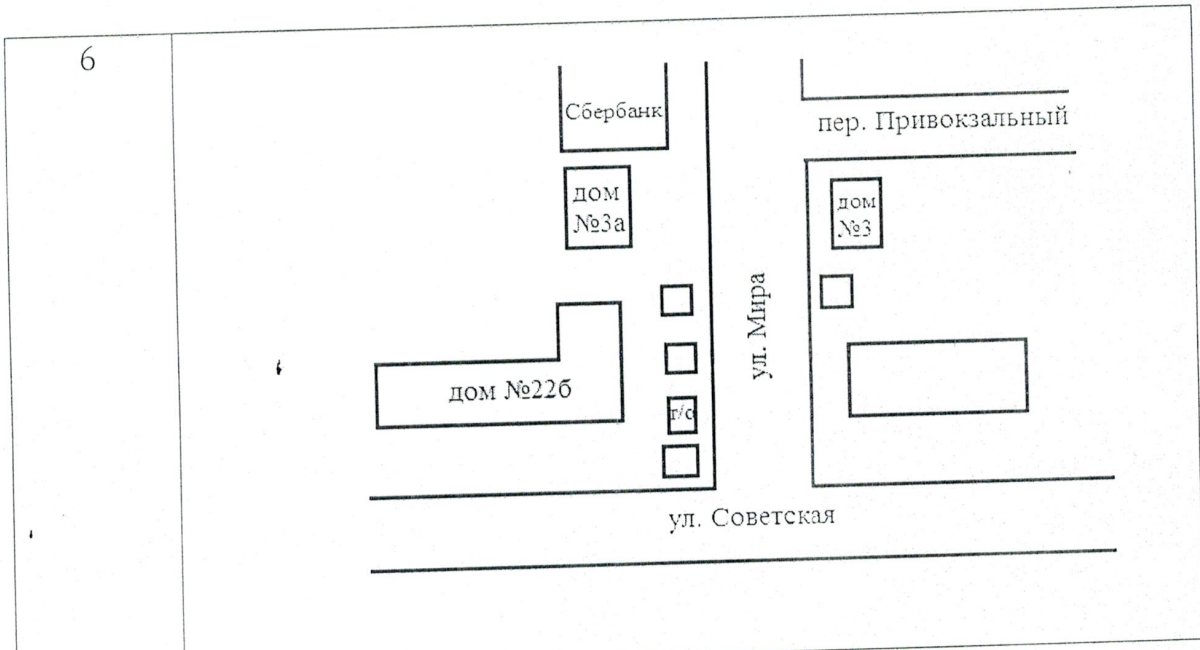 6
Сбербанк
пер. Привокзальный
дом
№3а
дом
№3
ул. Мира
дом №22б
г/с
ул. Советская